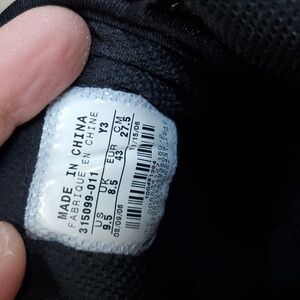 MADE IN CHINA Y3
FABRIQUE EN CHINE
315099-011
US UK EUR CM
9.5 8.5 43 27.5
08/09/06 11/15/06